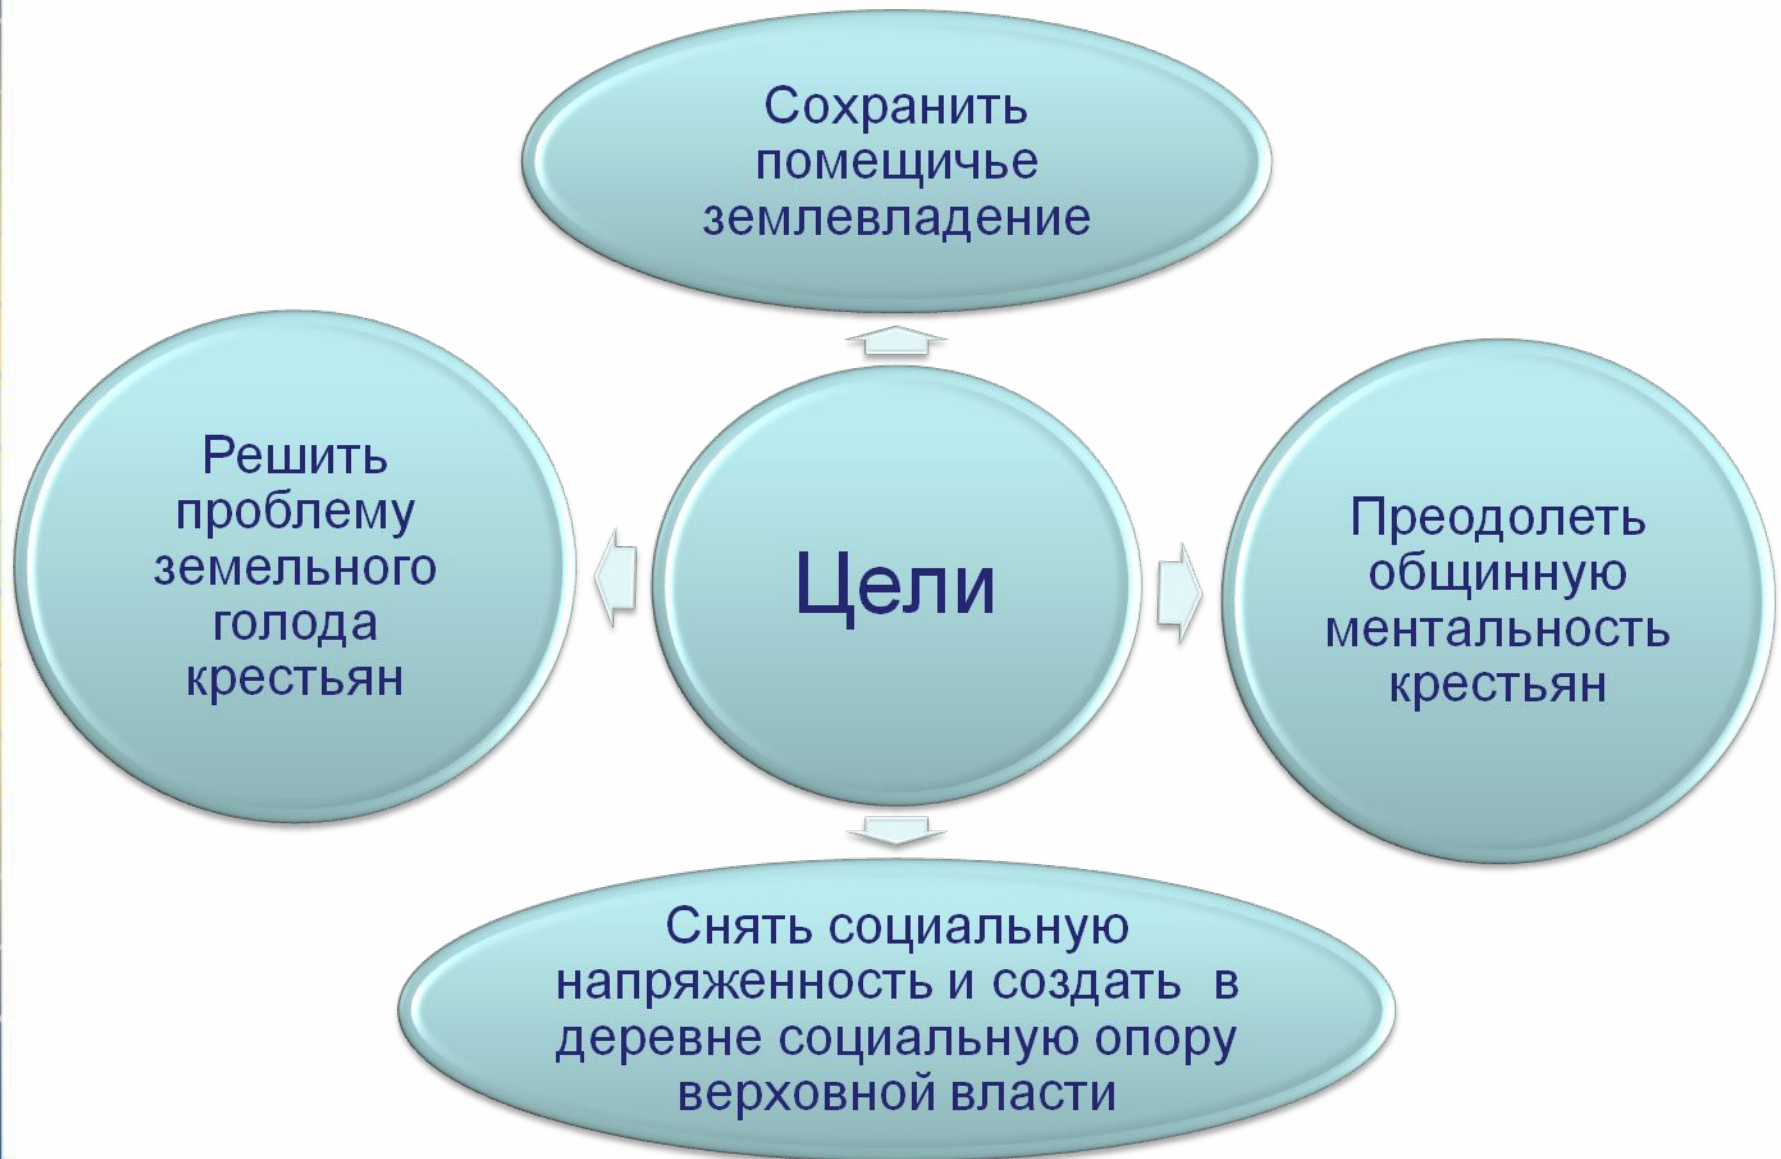 Сохранить
помещичье
землевладение
Решить
проблему
земельного
голода
крестьян
Цели
Преодолеть
общинную
ментальность
крестьян
Снять социальную
напряженность и создать в
деревне социальную опору
верховной власти